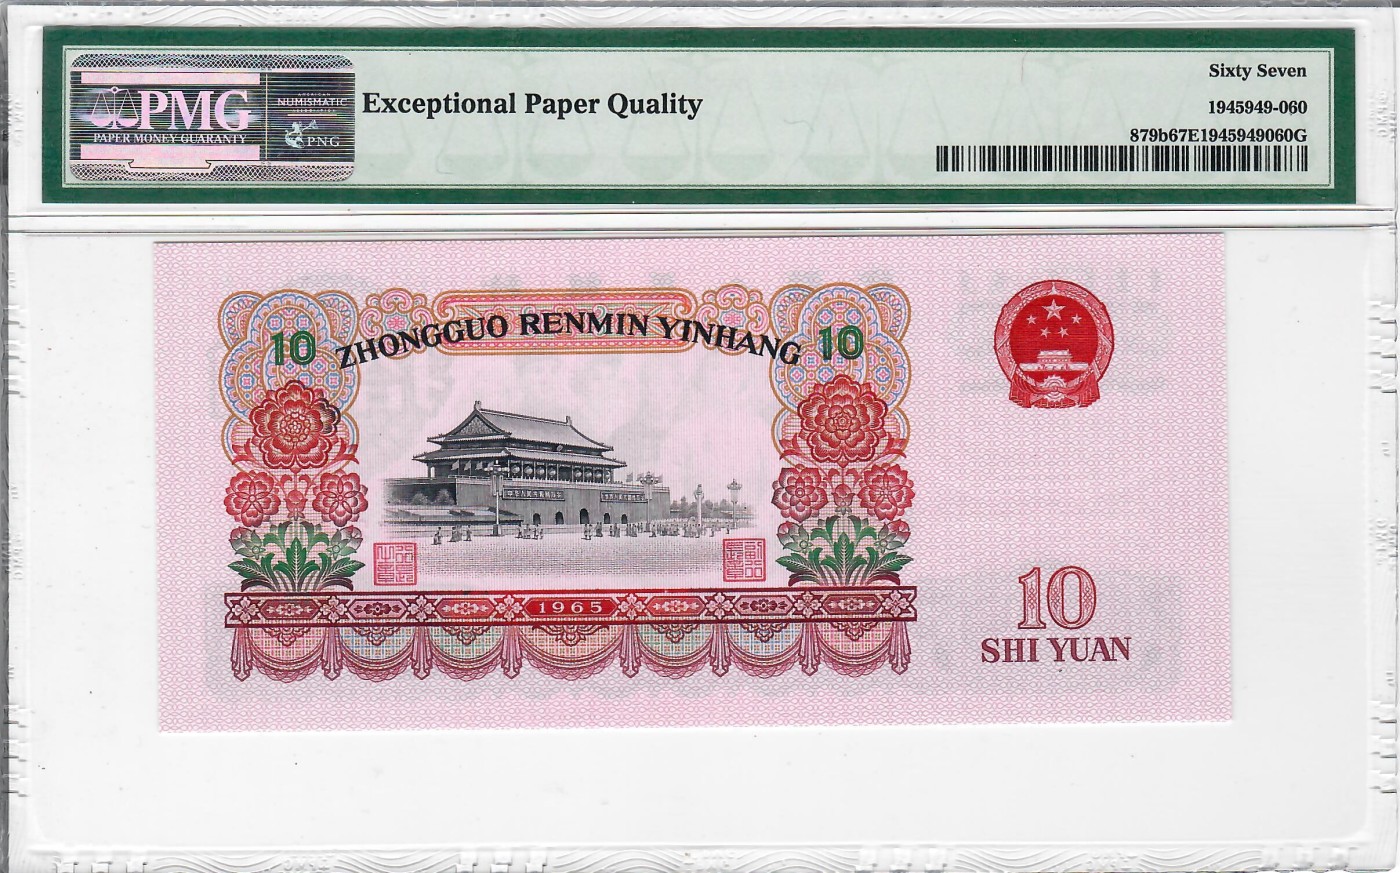 PMG
PAPER MONEY GUARANTY
AMERICAN
NUMISMATIC
PNG
Exceptional Paper Quality
Sixty Seven
1945949-060
879b67E1945949060G
10
ZHONGGUO RENMIN YINHANG
10
1965
10
SHI YUAN